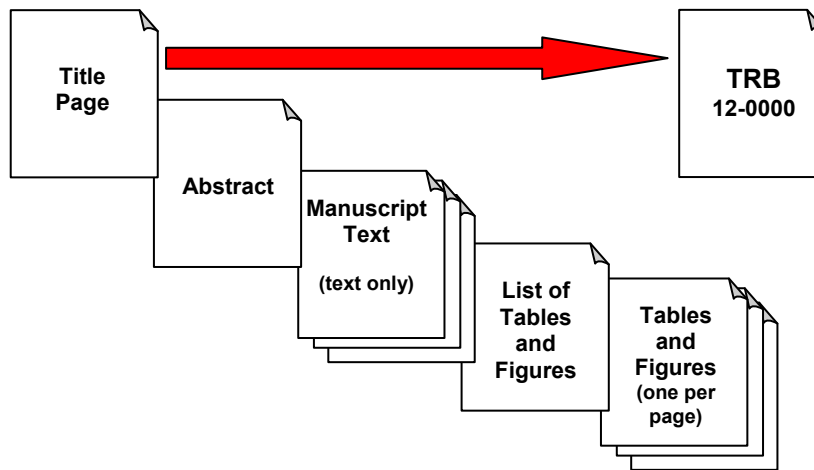 Title
Page
TRB
12-0000
Abstract
Manuscript
Text
(text only)
List of
Tables
and
Figures
Tables
and
Figures
(one per
page)